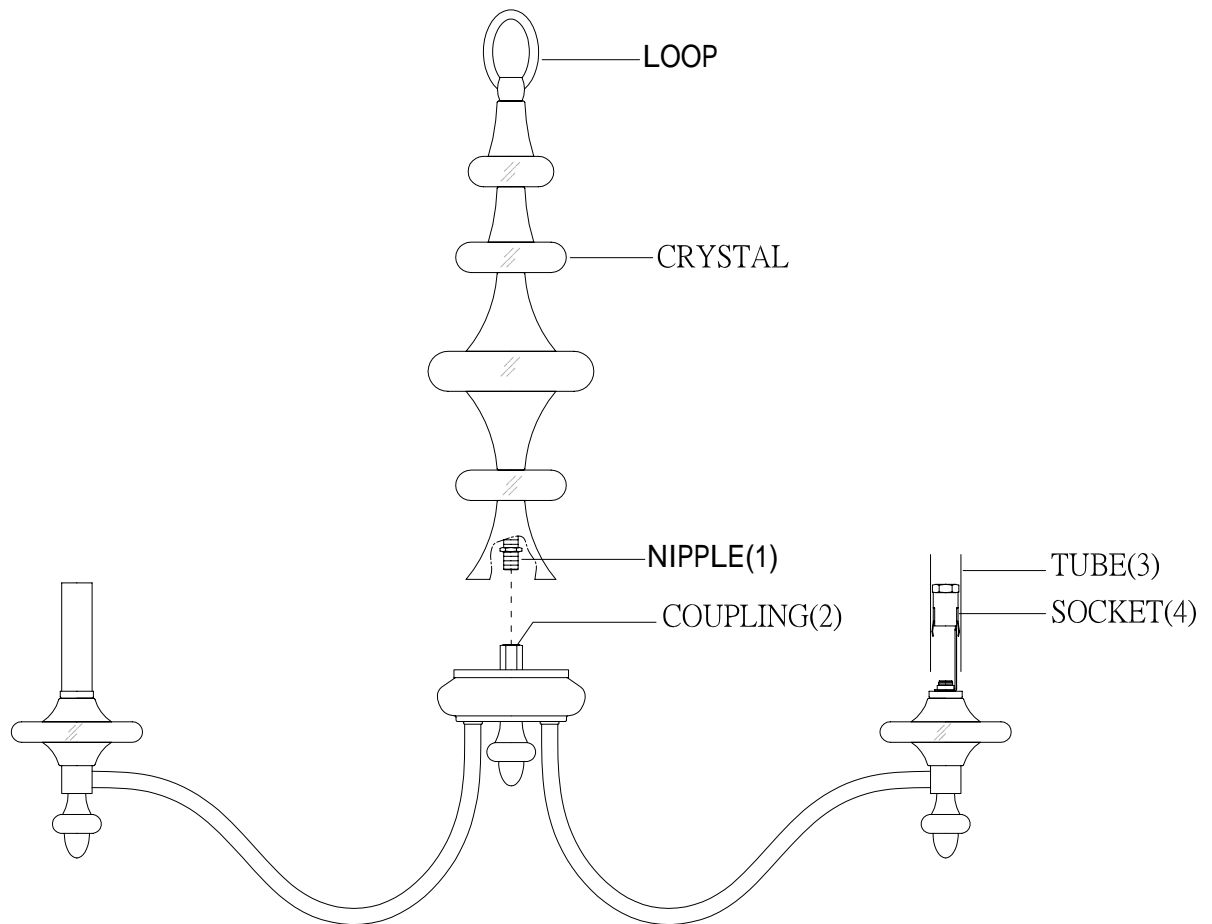 LOOP
CRYSTAL
NIPPLE(1)
TUBE(3)
COUPLING(2)
SOCKET(4)